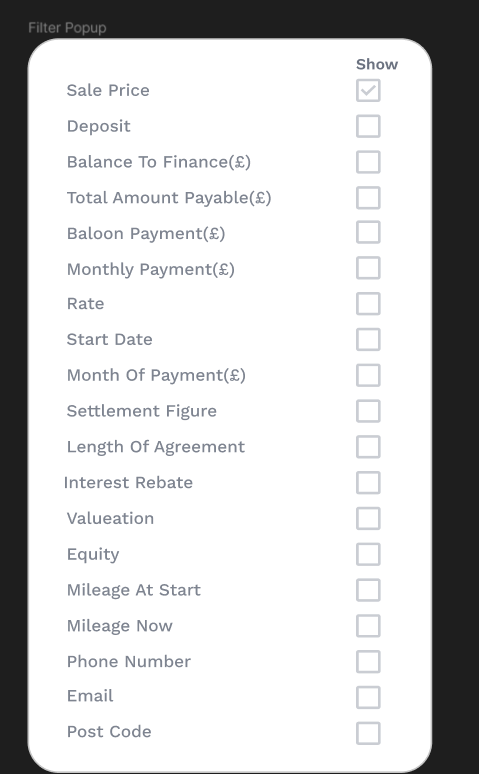 Filter Popup
Show
Sale Price
Deposit
Balance To Finance(£)
Total Amount Payable(£)
Baloon Payment(£)
Monthly Payment(£)
Rate
Start Date
Month Of Payment(£)
Settlement Figure
Length Of Agreement
Interest Rebate
Valueation
Equity
Mileage At Start
Mileage Now
Phone Number
Email
Post Code